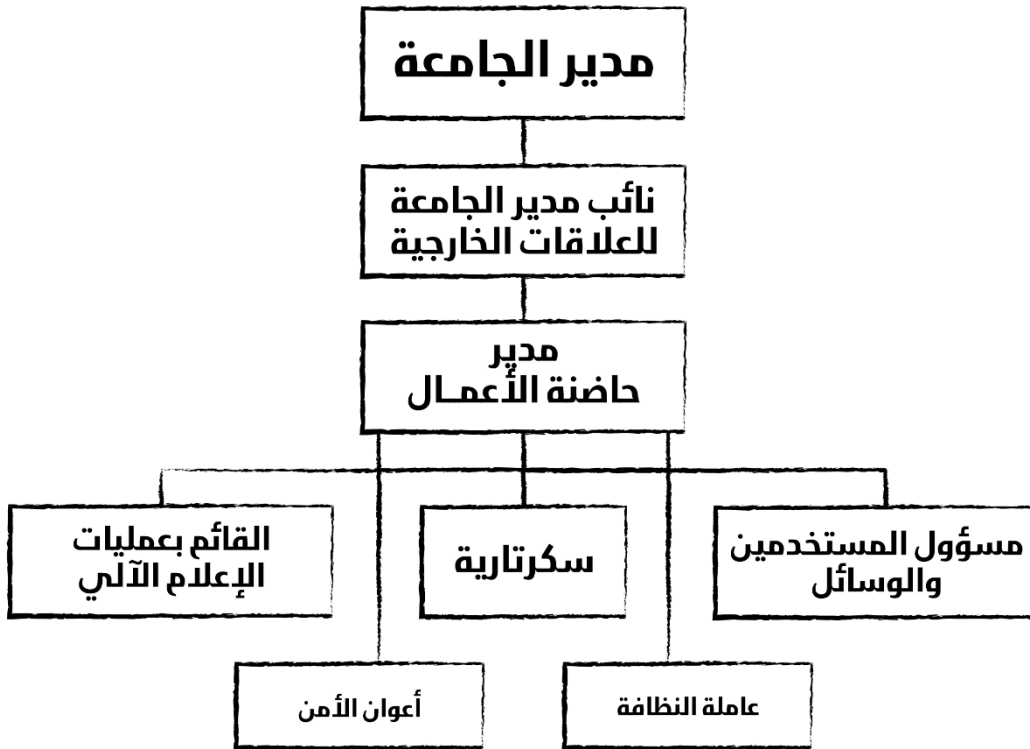 مدير الجامعة
نائب مدير الجامعة
للعلاقات الخارجية
مدير
حاضنة الأعمــال
مسؤول المستخدمين
والوسائل
سكرتارية
القائم بعمليات
الإعلام الآلي
عاملة النظافة
أعوان الأمن